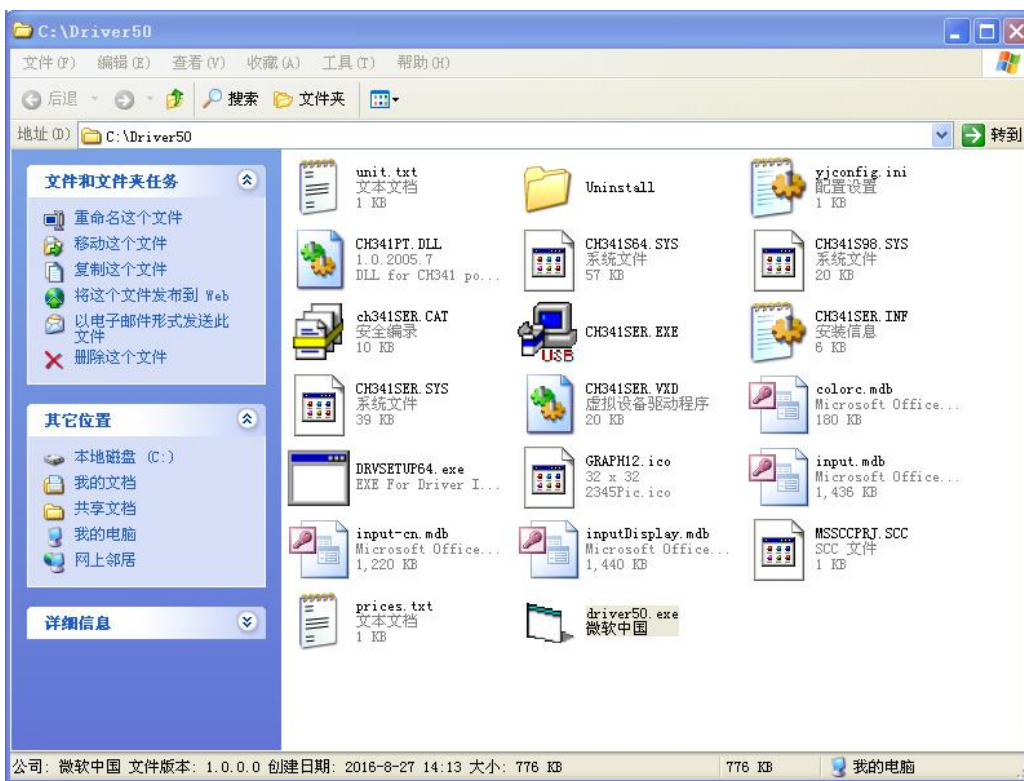 C:\Driver50
文件(F) 编辑(E) 查看(V) 收藏(A) 工具(T) 帮助(H)
后退 搜索 文件夹
地址(D) C:\Driver50 转到
文件和文件夹任务
重命名这个文件
移动这个文件
复制这个文件
将这个文件发布到 Web
以电子邮件形式发送此
文件
删除这个文件
其它位置
本地磁盘 (C:)
我的文档
共享文档
我的电脑
网上邻居
详细信息
unit.txt
文本文档
1 KB
Uninstall
yjconfig.ini
配置设置
1 KB
CH341PT.DLL
1.0.2005.7
DLL for CH341 po...
CH341S64.SYS
系统文件
57 KB
CH341S98.SYS
系统文件
20 KB
ch341SER.CAT
安全编录
10 KB
USB
CH341SER.EXE
CH341SER.INF
安装信息
6 KB
CH341SER.SYS
系统文件
39 KB
CH341SER.VXD
虚拟设备驱动程序
20 KB
colorc.mdb
Microsoft Office...
180 KB
DRVSETUP64.exe
EXE For Driver I...
GRAPH12.ico
32 x 32
2345Pic.ico
input.mdb
Microsoft Office...
1,436 KB
input-cn.mdb
Microsoft Office...
1,220 KB
inputDisplay.mdb
Microsoft Office...
1,440 KB
MSSCCPRJ.SCC
SCC 文件
1 KB
prices.txt
文本文档
1 KB
driver50.exe
微软中国
公司: 微软中国 文件版本: 1.0.0.0 创建日期: 2016-8-27 14:13 大小: 776 KB 776 KB 我的电脑